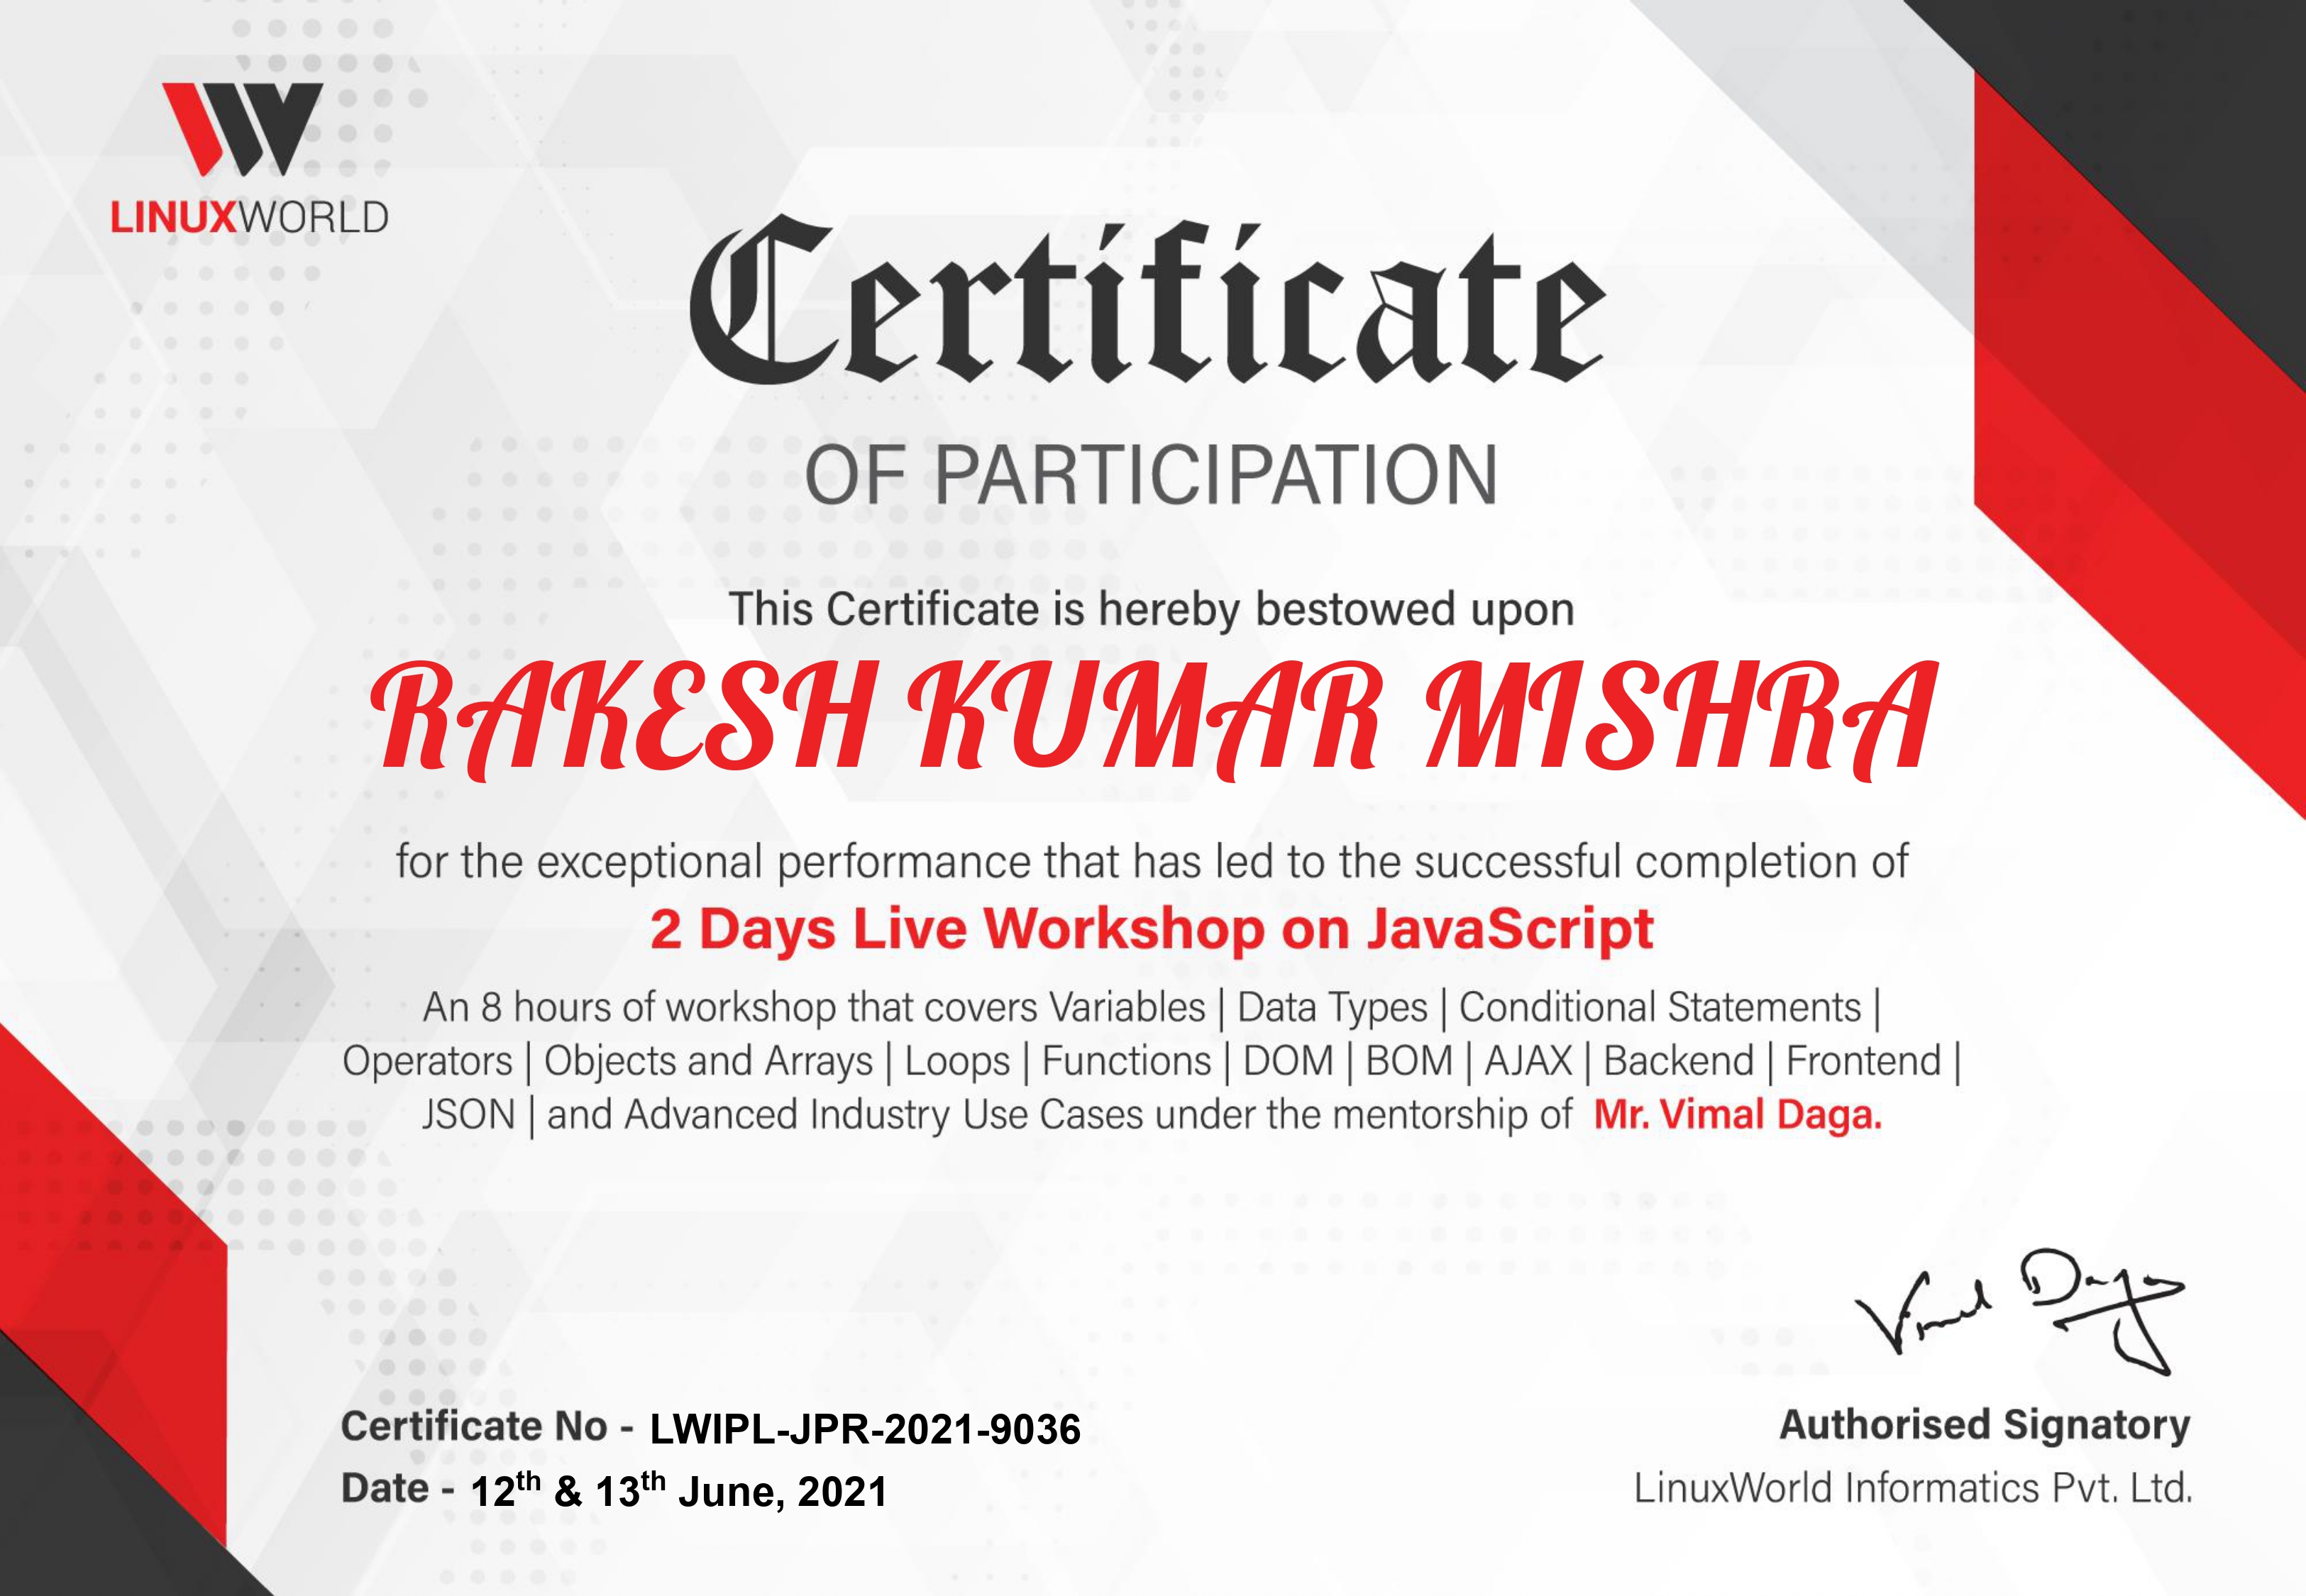 LINUXWORLD
Certificate
OF PARTICIPATION
This Certificate is hereby bestowed upon
RAKESH KUMAR MISHRA
for the exceptional performance that has led to the successful completion of
2 Days Live Workshop on JavaScript
An 8 hours of workshop that covers Variables | Data Types | Conditional Statements |
Operators | Objects and Arrays | Loops | Functions | DOM | BOM | AJAX | Backend | Frontend |
JSON | and Advanced Industry Use Cases under the mentorship of Mr. Vimal Daga.
Vimal Daga
Certificate No - LWIPL-JPR-2021-9036
Authorised Signatory
Date - 12th & 13th June, 2021
LinuxWorld Informatics Pvt. Ltd.